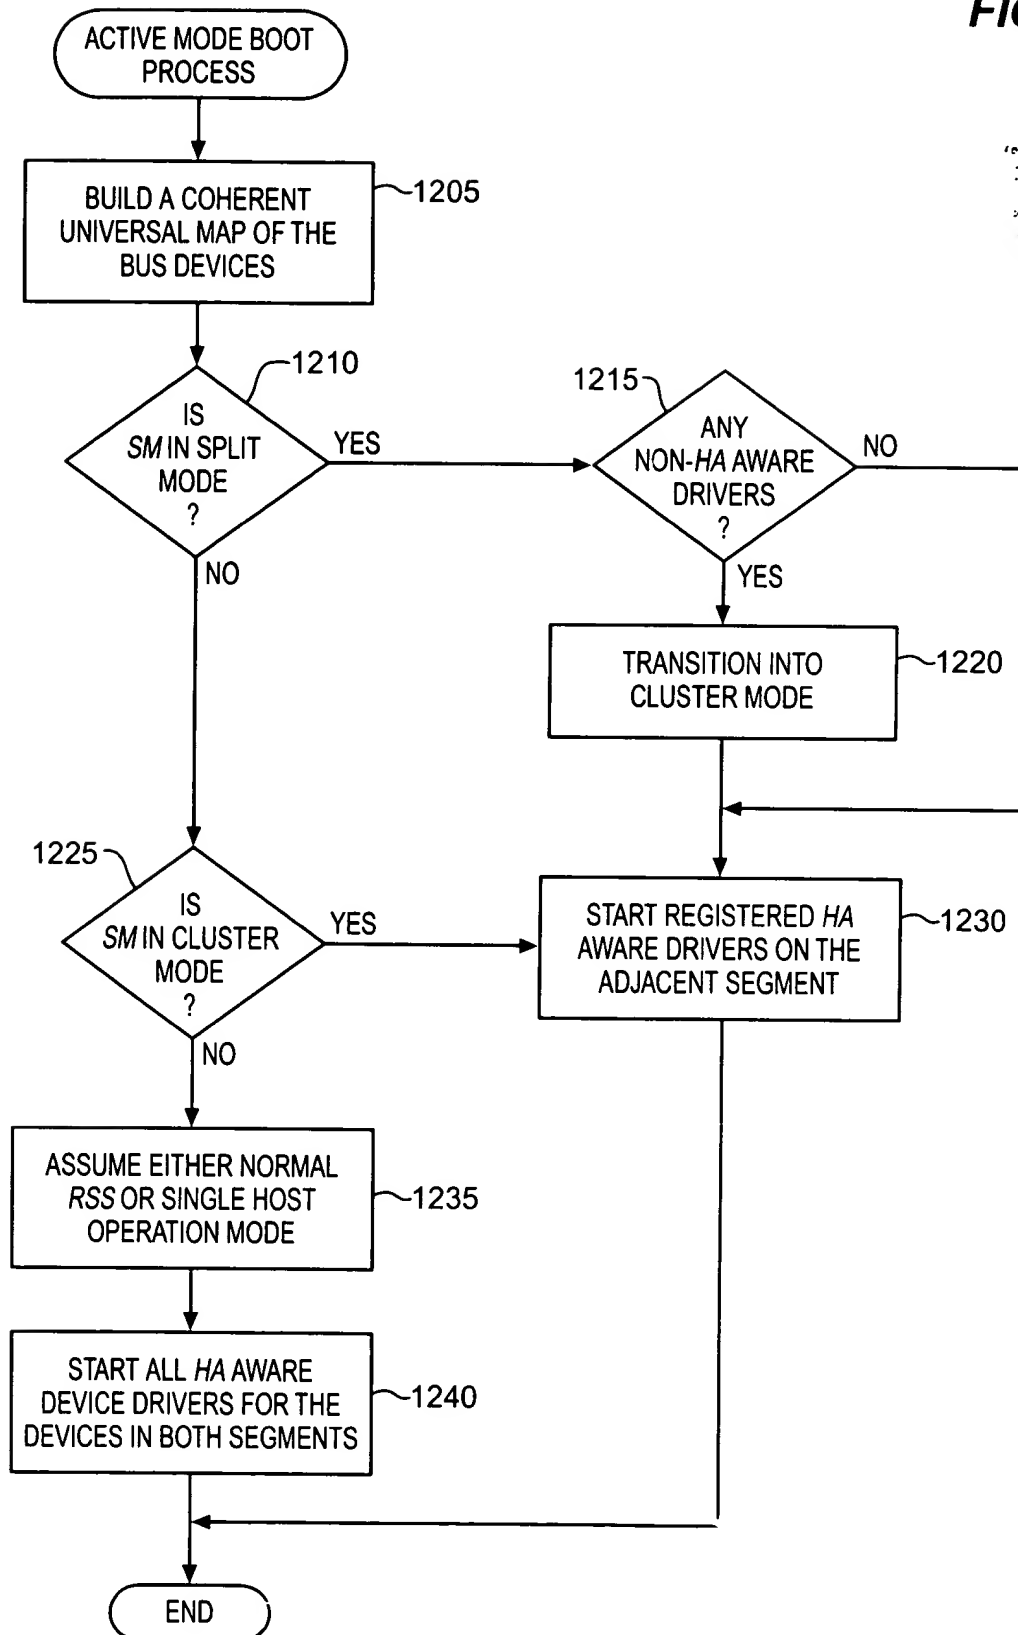 FIG
ACTIVE MODE BOOT
PROCESS
BUILD A COHERENT
UNIVERSAL MAP OF THE
BUS DEVICES
1205
IS
SM IN SPLIT
MODE
?
1210
YES
NO
1215
ANY
NON-HA AWARE
DRIVERS
?
NO
YES
TRANSITION INTO
CLUSTER MODE
1220
1225
IS
SM IN CLUSTER
MODE
?
YES
NO
START REGISTERED HA
AWARE DRIVERS ON THE
ADJACENT SEGMENT
1230
ASSUME EITHER NORMAL
RSS OR SINGLE HOST
OPERATION MODE
1235
START ALL HA AWARE
DEVICE DRIVERS FOR THE
DEVICES IN BOTH SEGMENTS
1240
END